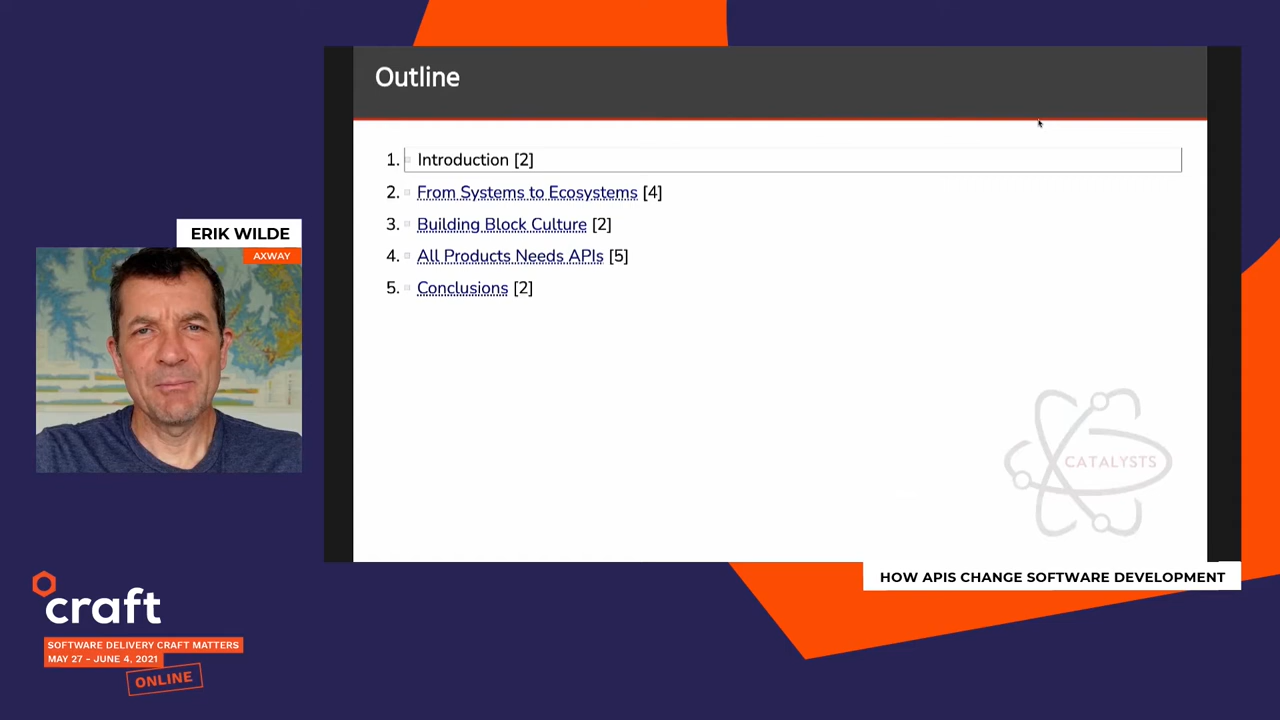 Outline
1. Introduction [2]
2. From Systems to Ecosystems [4]
3. Building Block Culture [2]
4. All Products Needs APIs [5]
5. Conclusions [2]
CATALYSTS
ERIK WILDE
AXWAY
HOW APIS CHANGE SOFTWARE DEVELOPMENT
craft
SOFTWARE DELIVERY CRAFT MATTERS
MAY 27 - JUNE 4, 2021
ONLINE